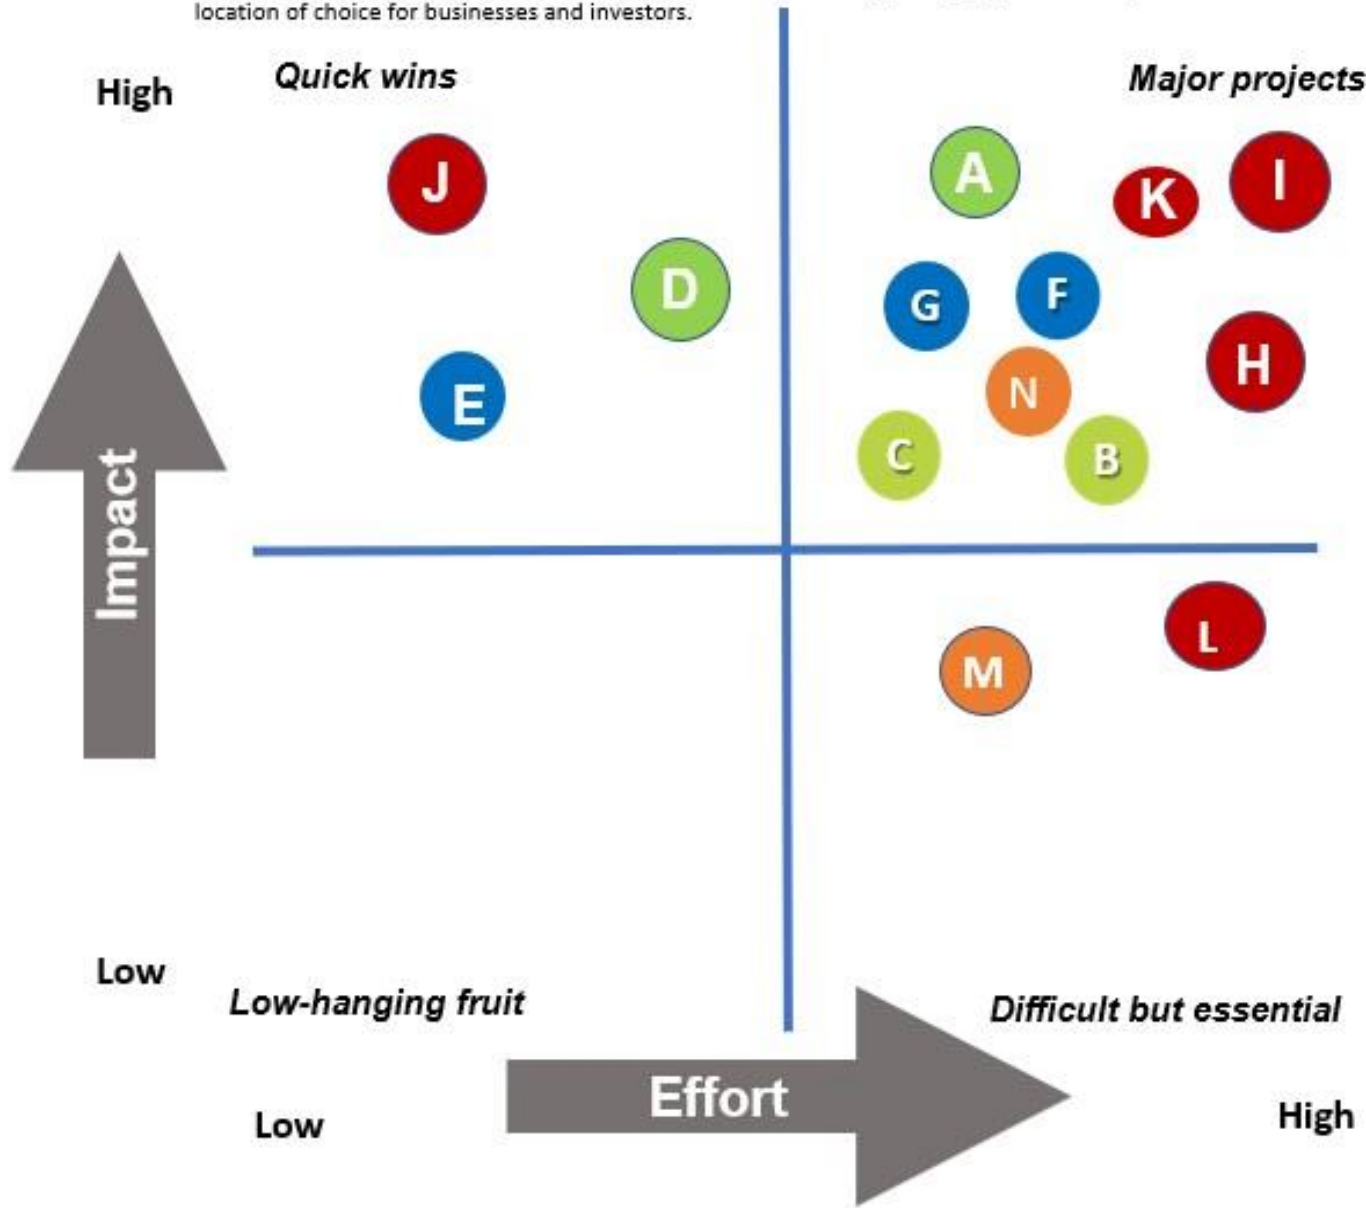 location of choice for businesses and investors.
Quick wins
Major projects
High
J
A
K
I
D
G
F
H
E
N
C
B
Impact
L
M
Low
Low-hanging fruit
Difficult but essential
Effort
Low
High